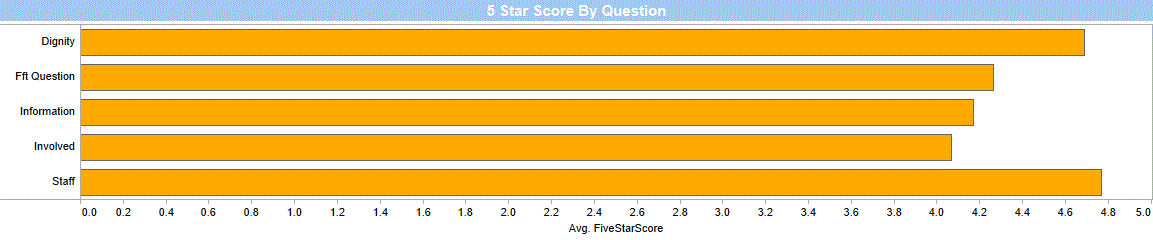 5 Star Score By Question
Dignity
Fft Question
Information
Involved
Staff
0.0 0.2 0.4 0.6 0.8 1.0 1.2 1.4 1.6 1.8 2.0 2.2 2.4 2.6 2.8 3.0 3.2 3.4 3.6 3.8 4.0 4.2 4.4 4.6 4.8 5.0
Avg. FiveStarScore